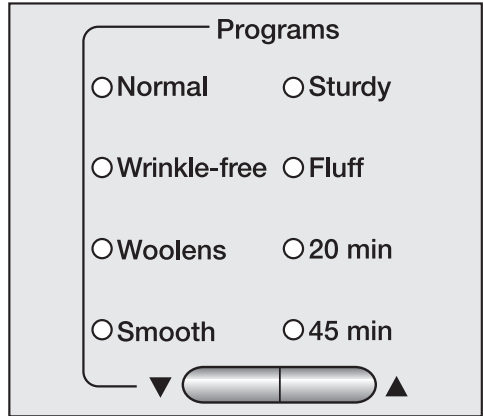 Programs
Normal
Sturdy
Wrinkle-free
Fluff
Woolens
20 min
Smooth
45 min